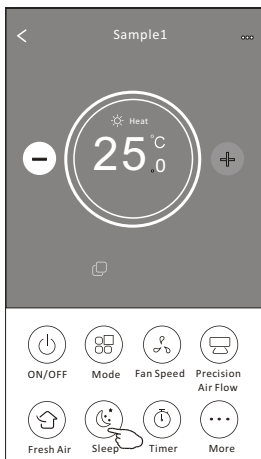 Sample1
Heat
25.0°C
ON/OFF
Mode
Fan Speed
Precision
Air Flow
Fresh Air
Sleep
Timer
More